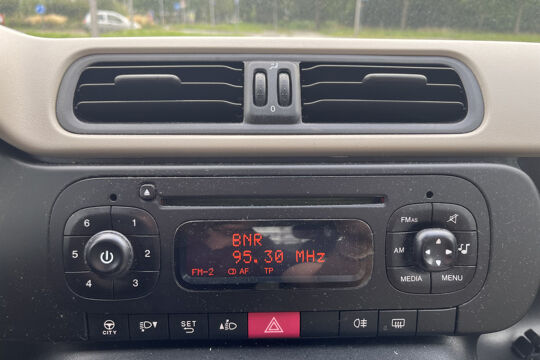 0
6 1
5 2
4 3
BNR
95.30 MHz
FM-2 AF TP
FMAS
AM
MEDIA MENU
CITY
SET